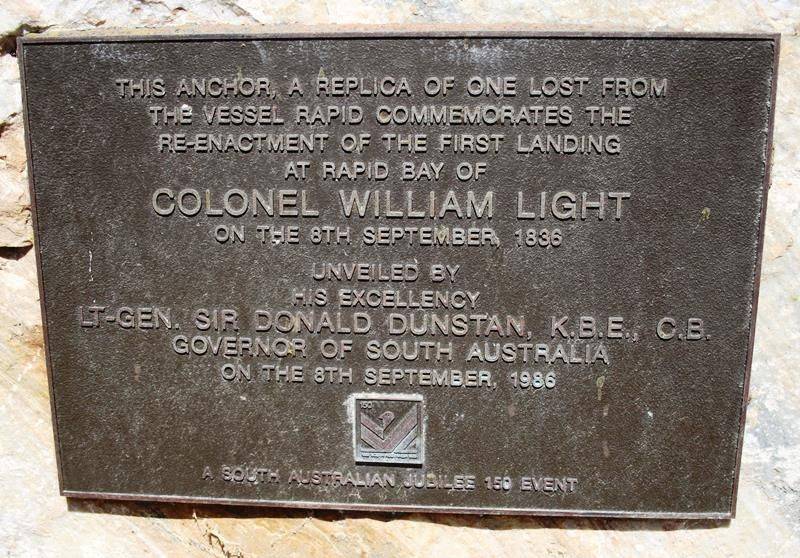 THIS ANCHOR, A REPLICA OF ONE LOST FROM
THE VESSEL RAPID COMMEMORATES THE
RE-ENACTMENT OF THE FIRST LANDING
AT RAPID BAY OF
COLONEL WILLIAM LIGHT
ON THE 8TH SEPTEMBER, 1836
UNVEILED BY
HIS EXCELLENCY
LT-GEN. SIR DONALD DUNSTAN, K.B.E., C.B.
GOVERNOR OF SOUTH AUSTRALIA
ON THE 8TH SEPTEMBER, 1986
150
A SOUTH AUSTRALIAN JUBILEE 150 EVENT